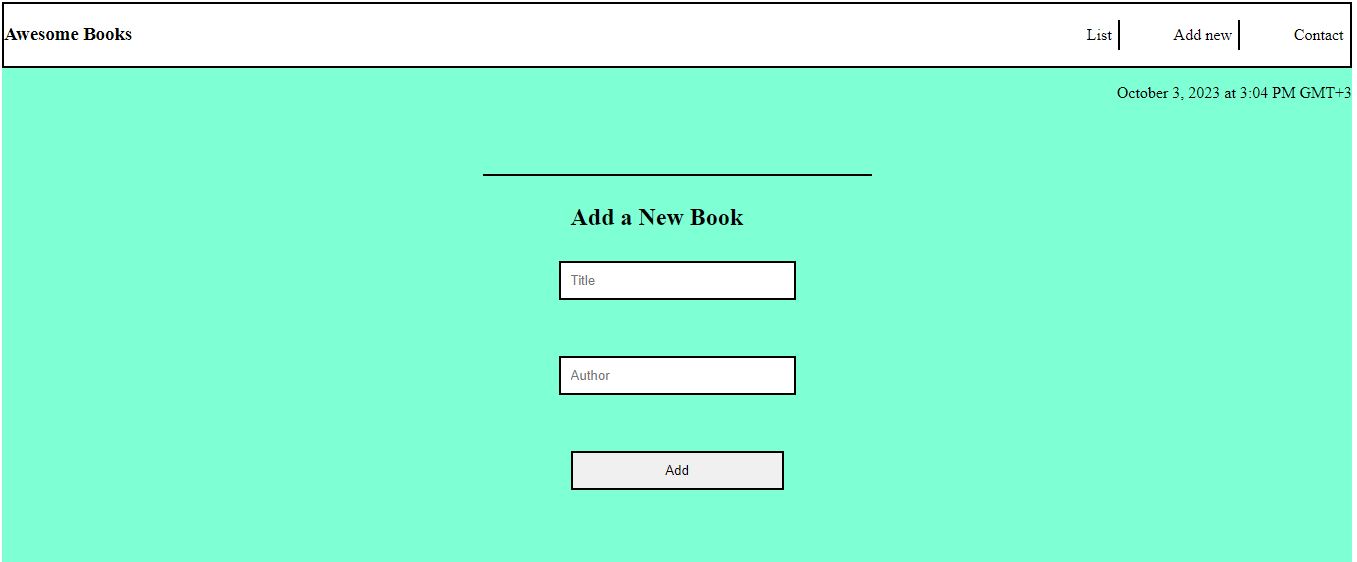 Awesome Books
List
Add new
Contact
October 3, 2023 at 3:04 PM GMT+3
Add a New Book
Title
Author
Add